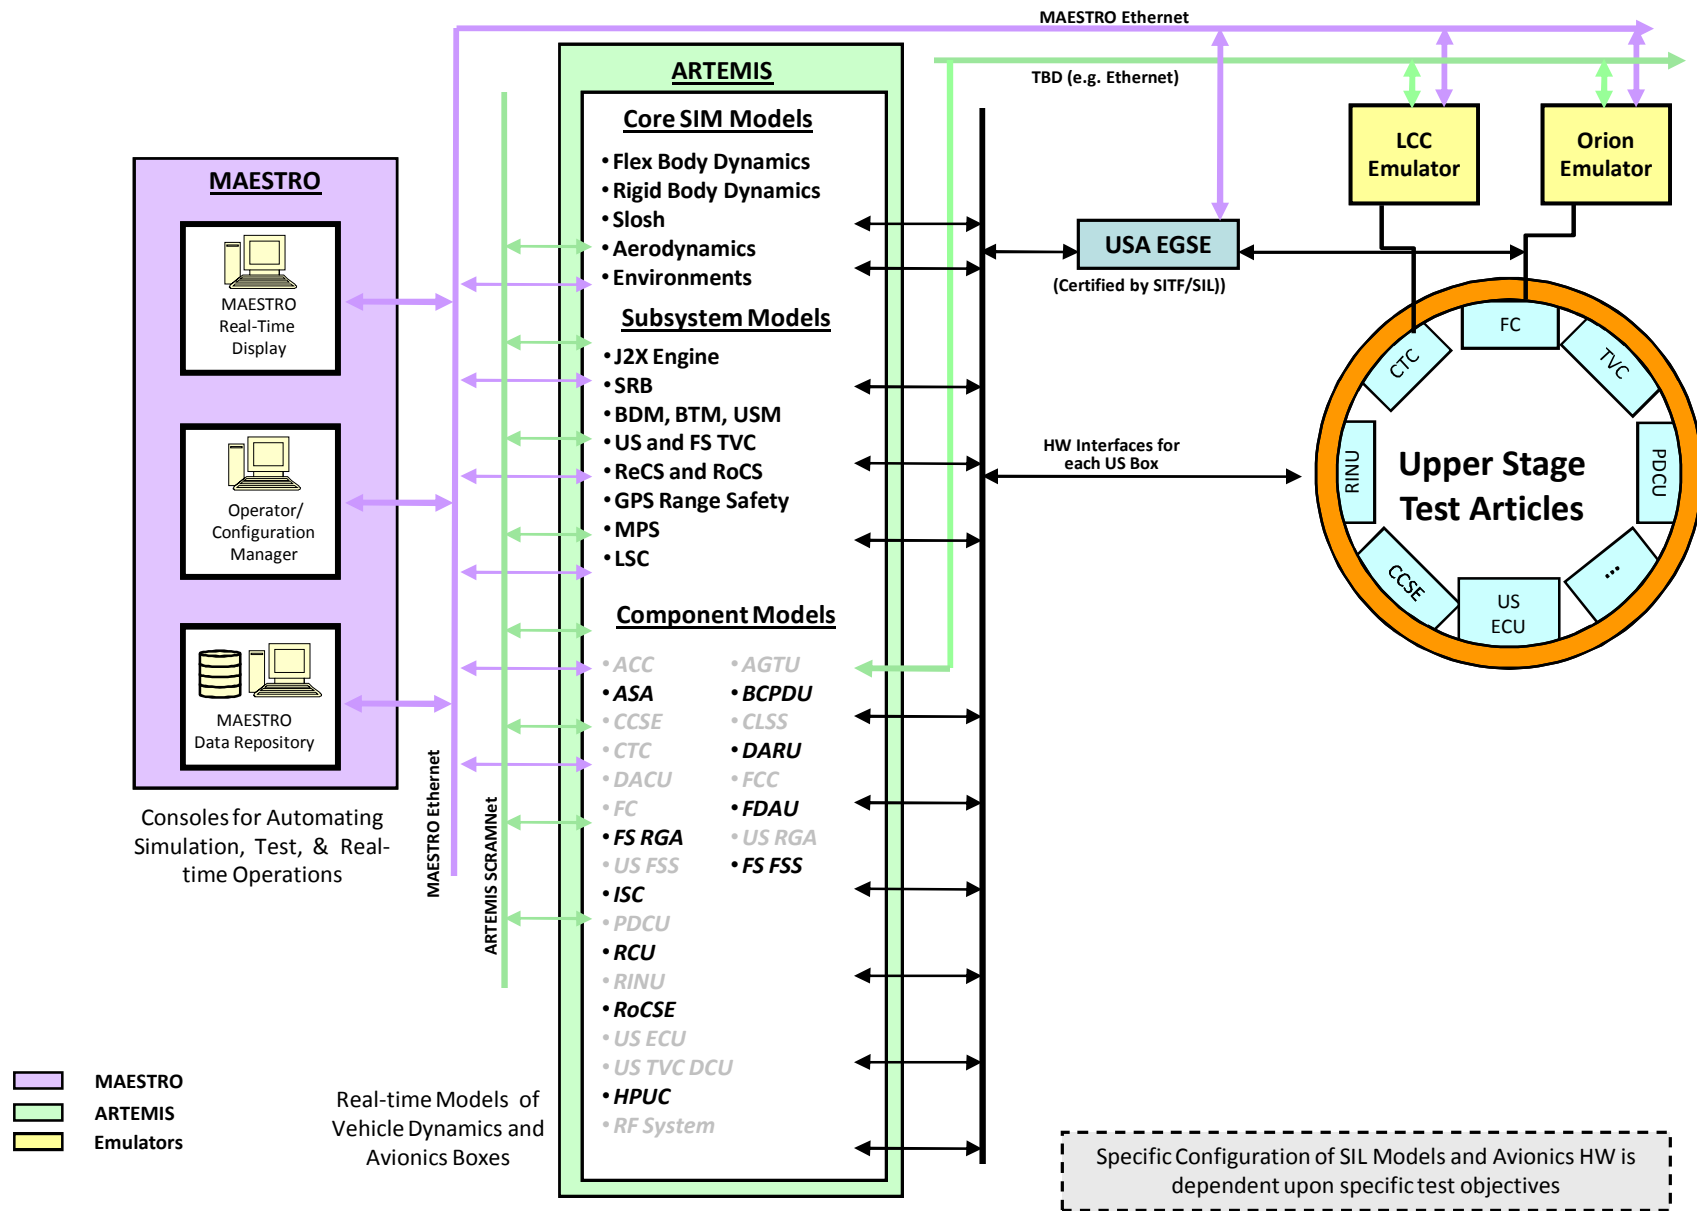 MAESTRO Ethernet
TBD (e.g. Ethernet)
MAESTRO
MAESTRO
Real-Time
Display
Operator/
Configuration
Manager
MAESTRO
Data Repository
Consoles for Automating
Simulation, Test, & Real-
time Operations
MAESTRO Ethernet
ARTEMIS SCRAMNet
ARTEMIS
Core SIM Models
• Flex Body Dynamics
• Rigid Body Dynamics
• Slosh
• Aerodynamics
• Environments
Subsystem Models
• J2X Engine
• SRB
• BDM, BTM, USM
• US and FS TVC
• ReCS and RoCS
• GPS Range Safety
• MPS
• LSC
Component Models
• ACC
• ASA
• CCSE
• CTC
• DACU
• FC
• FS RGA
• US FSS
• ISC
• PDCU
• RCU
• RINU
• RoCSE
• US ECU
• US TVC DCU
• HPUC
• RF System
• AGTU
• BCPDU
• CLSS
• DARU
• FCC
• FDAU
• US RGA
• FS FSS
LCC
Emulator
Orion
Emulator
USA EGSE
(Certified by SITF/SIL))
HW Interfaces for
each US Box
FC
TVC
PDCU
...
US
ECU
CCSE
RINU
CTC
Upper Stage
Test Articles
MAESTRO
ARTEMIS
Emulators
Real-time Models of
Vehicle Dynamics and
Avionics Boxes
Specific Configuration of SIL Models and Avionics HW is
dependent upon specific test objectives